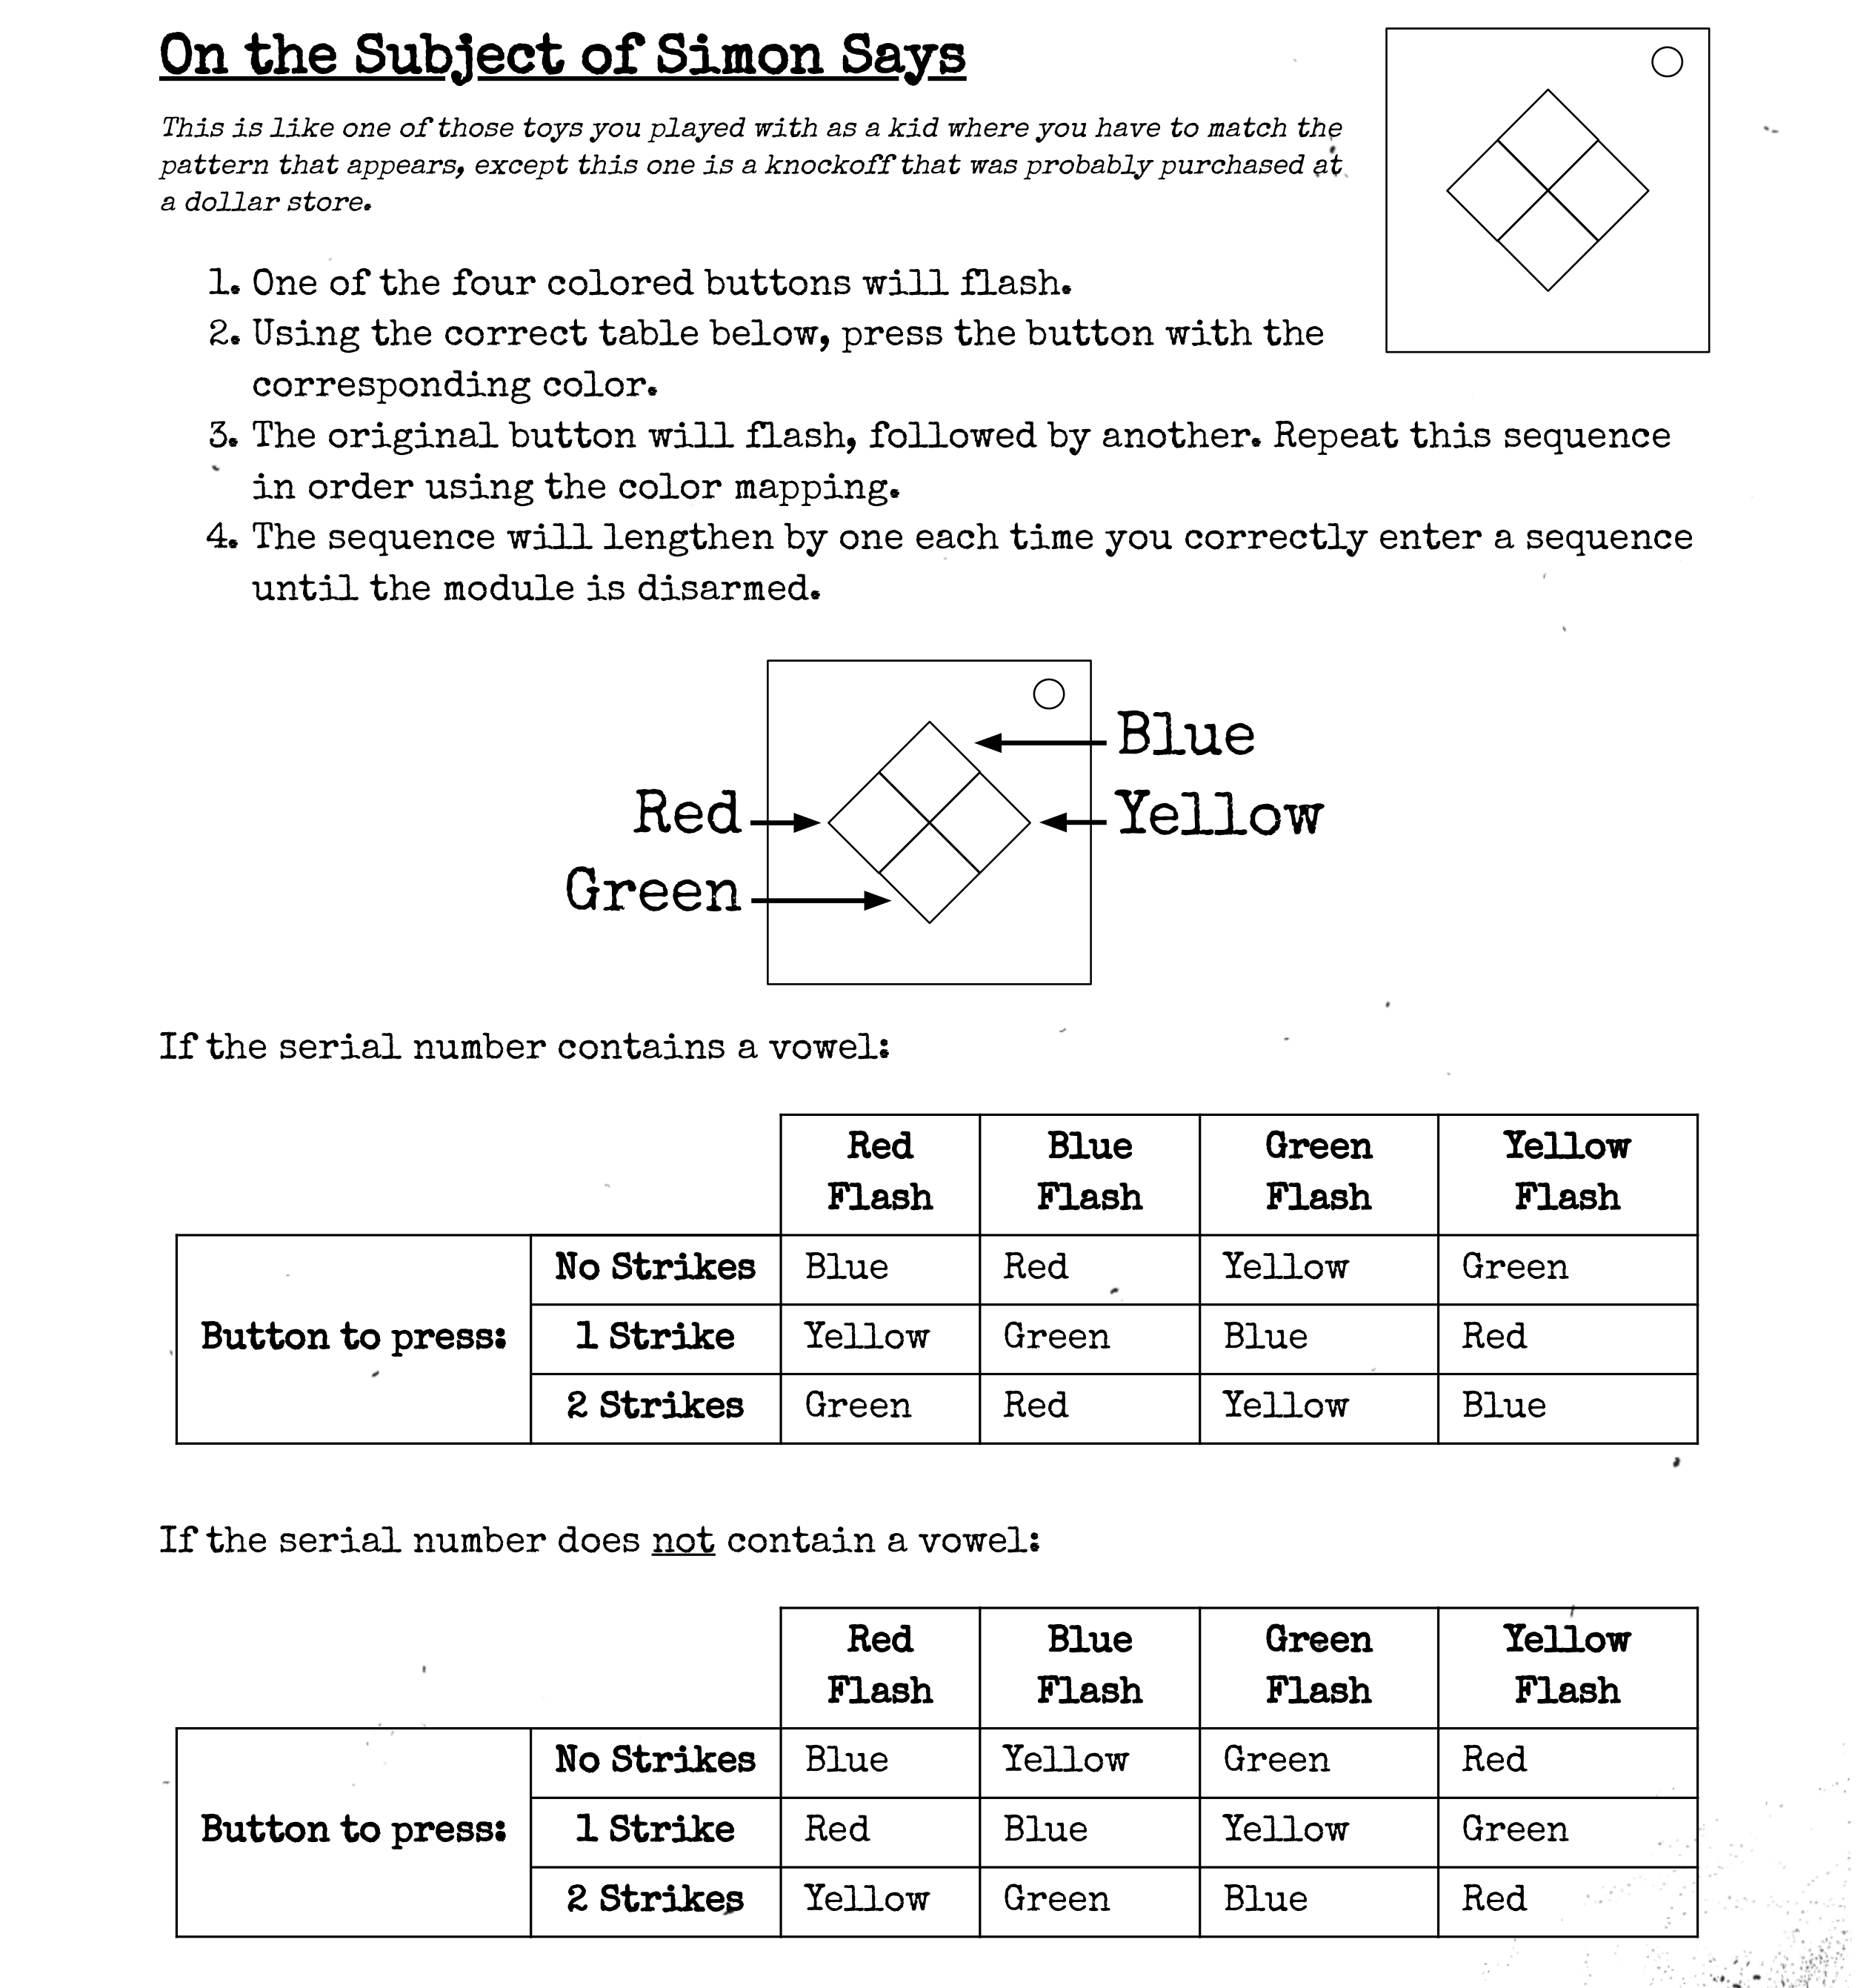 On the Subject of Simon Says
This is like one of those toys you played with as a kid where you have to match the
pattern that appears, except this one is a knockoff that was probably purchased at
a dollar store.
1. One of the four colored buttons will flash.
2. Using the correct table below, press the button with the
corresponding color.
3. The original button will flash, followed by another. Repeat this sequence
in order using the color mapping.
4. The sequence will lengthen by one each time you correctly enter a sequence
until the module is disarmed.
Blue
Red
Yellow
Green
If the serial number contains a vowel:
Red Flash Blue Flash Green Flash Yellow Flash
Button to press:
No Strikes Blue Red Yellow Green
1 Strike Yellow Green Blue Red
2 Strikes Green Red Yellow Blue
If the serial number does not contain a vowel:
Red Flash Blue Flash Green Flash Yellow Flash
Button to press:
No Strikes Blue Yellow Green Red
1 Strike Red Blue Yellow Green
2 Strikes Yellow Green Blue Red